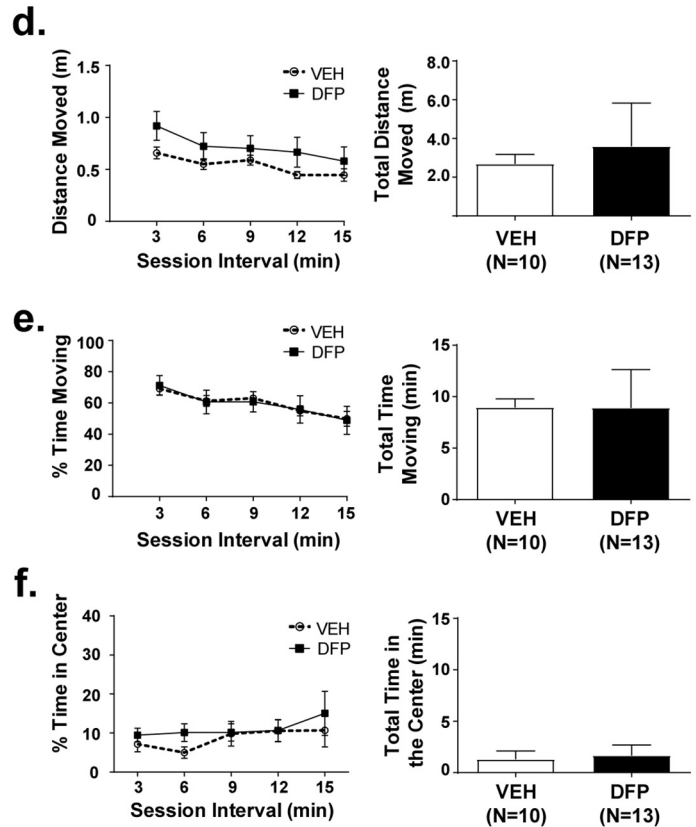 d.
Distance Moved (m)
1.5
1.0
0.5
0
VEH
DFP
3 6 9 12 15
Session Interval (min)
Total Distance
Moved (m)
8.0
6.0
4.0
2.0
VEH
(N=10)
DFP
(N=13)
e.
% Time Moving
100
80
60
40
20
0
VEH
DFP
3 6 9 12 15
Session Interval (min)
Total Time
Moving (min)
15
10
5
0
VEH
(N=10)
DFP
(N=13)
f.
% Time in Center
40
30
20
10
0
VEH
DFP
3 6 9 12 15
Session Interval (min)
Total Time in
the Center (min)
15
10
5
0
VEH
(N=10)
DFP
(N=13)